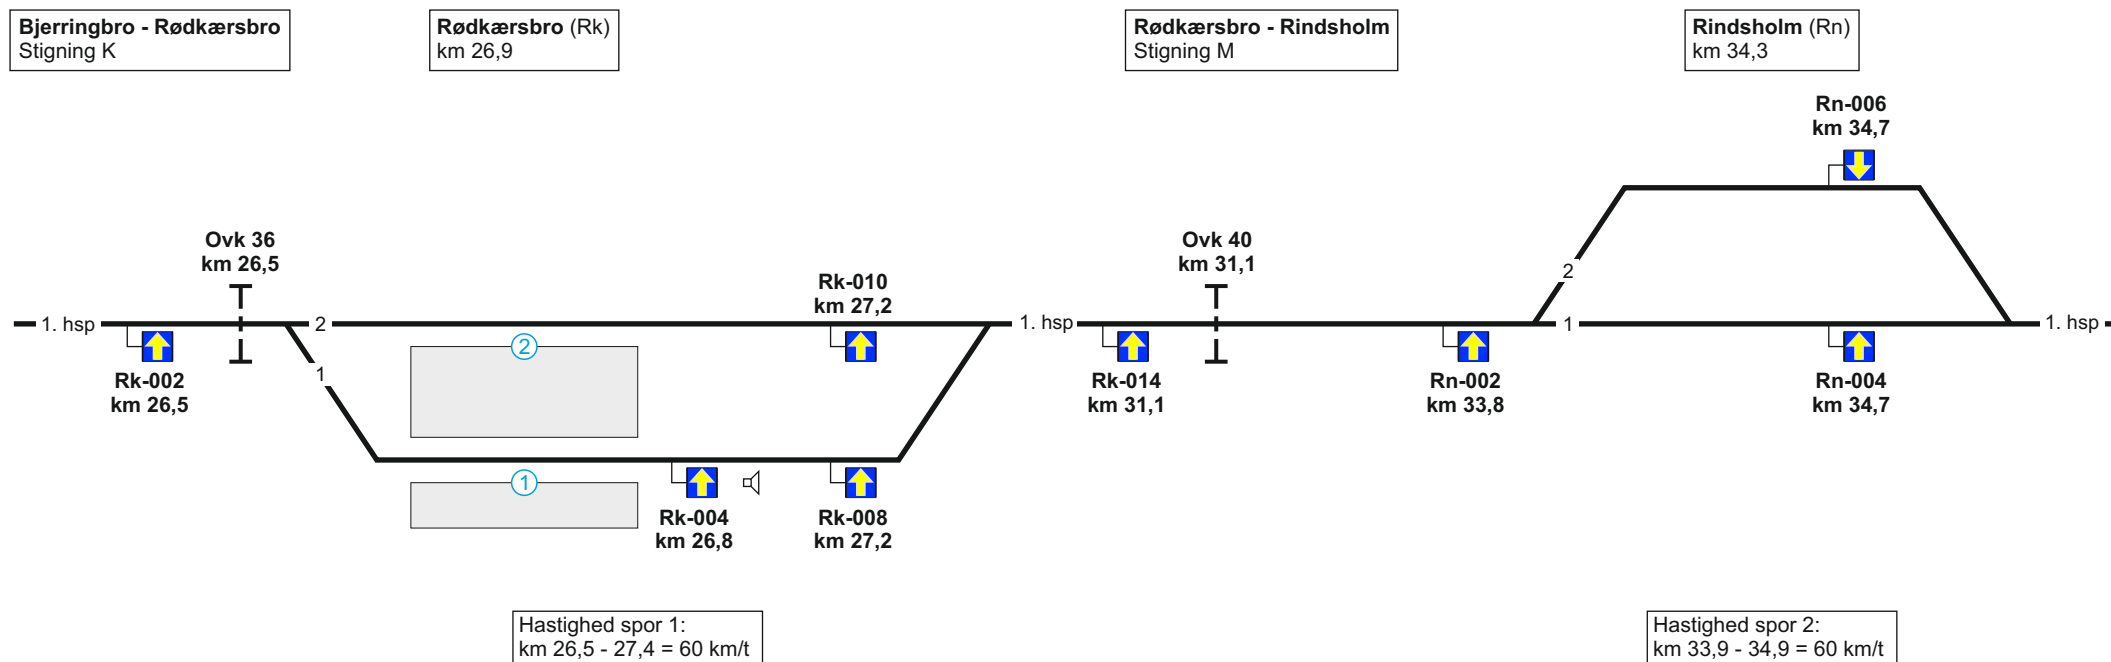 Bjerringbro - Rødkærsbro
Stigning K
Rødkærsbro (Rk)
km 26,9
Rødkærsbro - Rindsholm
Stigning M
Rindsholm (Rn)
km 34,3
Rn-006
km 34,7
Ovk 36
km 26,5
Ovk 40
km 31,1
Rk-010
km 27,2
2
1. hsp
2
1. hsp
1
1. hsp
2
1
Rk-002
km 26,5
Rk-014
km 31,1
Rn-002
km 33,8
Rn-004
km 34,7
1
Rk-004
km 26,8
Rk-008
km 27,2
Hastighed spor 1:
km 26,5 - 27,4 = 60 km/t
Hastighed spor 2:
km 33,9 - 34,9 = 60 km/t